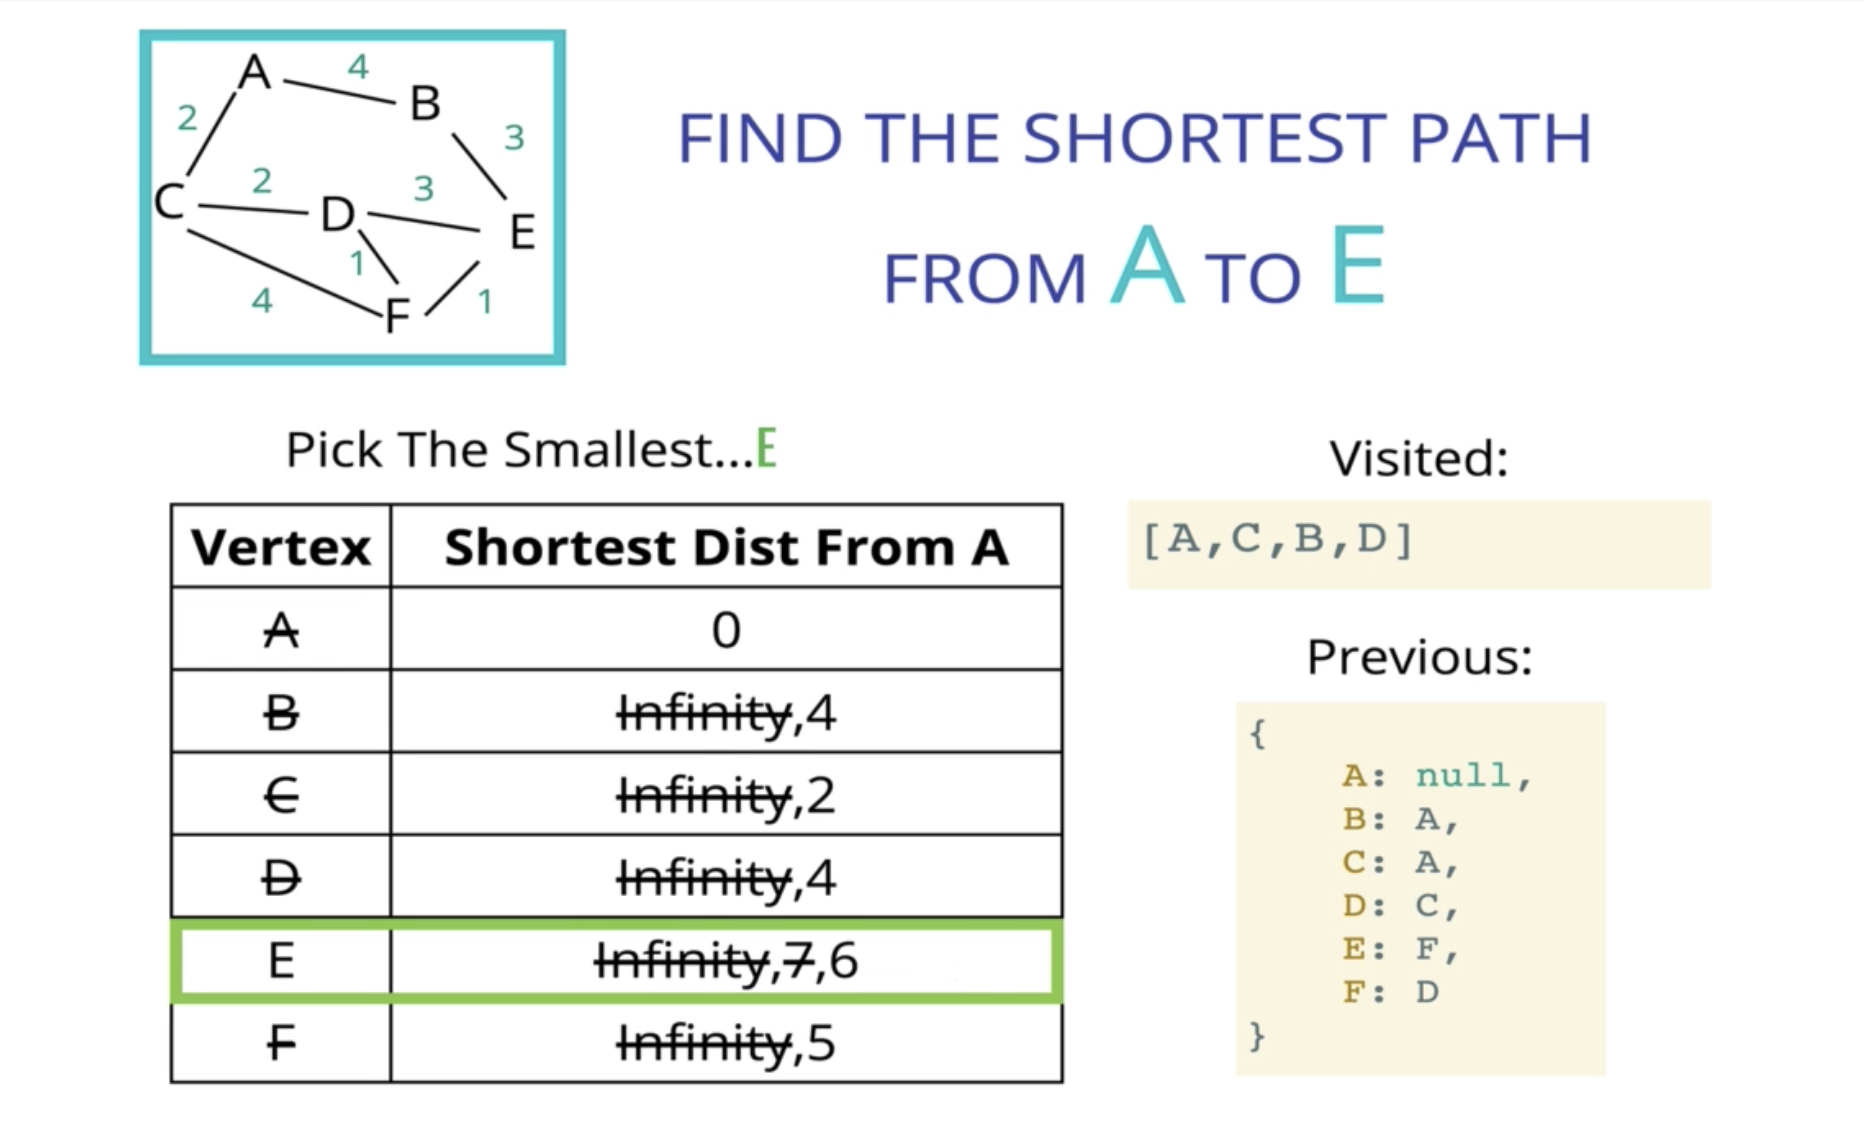 A
4
B
2
3
C
2
D
3
E
1
4
F
1
FIND THE SHORTEST PATH
FROM A TO E
Pick The Smallest...E
Vertex Shortest Dist From A
A 0
B Infinity,4
C Infinity,2
D Infinity,4
E Infinity,7,6
F Infinity,5
Visited:
[A,C,B,D]
Previous:
{
A: null,
B: A,
C: A,
D: C,
E: F,
F: D
}